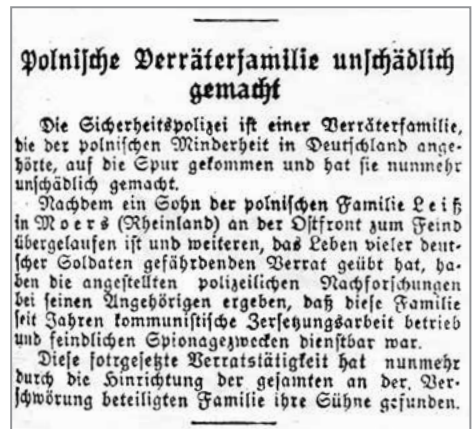 Polnische Verräterfamilie unschädlich
gemacht
Die Sicherheitspolizei ist einer Verräterfamilie,
die der polnischen Minderheit in Deutschland ange-
hörte, auf die Spur gekommen und hat sie nunmehr
unschädlich gemacht.
Nachdem ein Sohn der polnischen Familie Leiß
in Moers (Rheinland) an der Ostfront zum Feind
übergelaufen ist und weiteren, das Leben vieler deut-
scher Soldaten gefährdenden Verrat geübt hat, ha-
ben die angestellten polizeilichen Nachforschungen
bei seinen Angehörigen ergeben, daß diese Familie
seit Jahren kommunistische Zersetzungsarbeit betrieb
und feindlichen Spionagezwecken dienstbar war.
Diese fotrgesetzte Verratstätigkeit hat nunmehr
durch die Hinrichtung der gesamten an der Ver-
schwörung beteiligten Familie ihre Sühne gefunden.